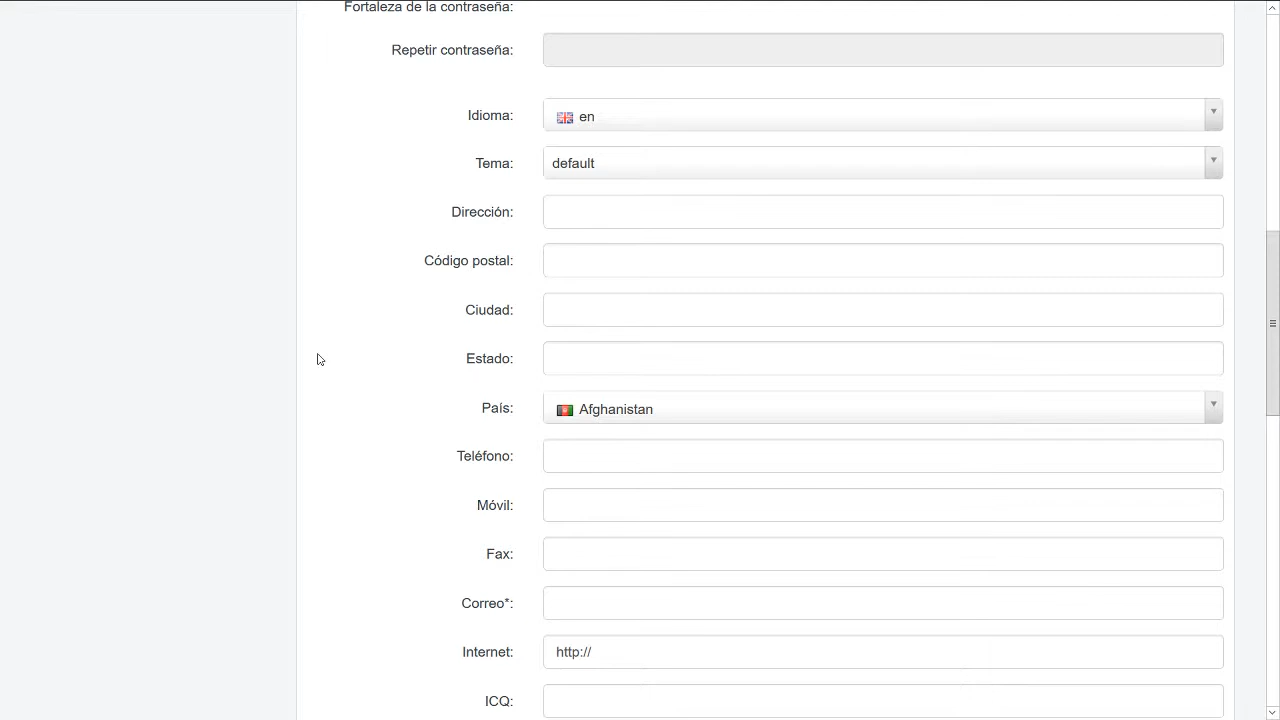 Fortaleza de la contraseña:
Repetir contraseña:
Idioma: en
Tema: default
Dirección:
Código postal:
Ciudad:
Estado:
País: Afghanistan
Teléfono:
Móvil:
Fax:
Correo*:
Internet: http://
ICQ: